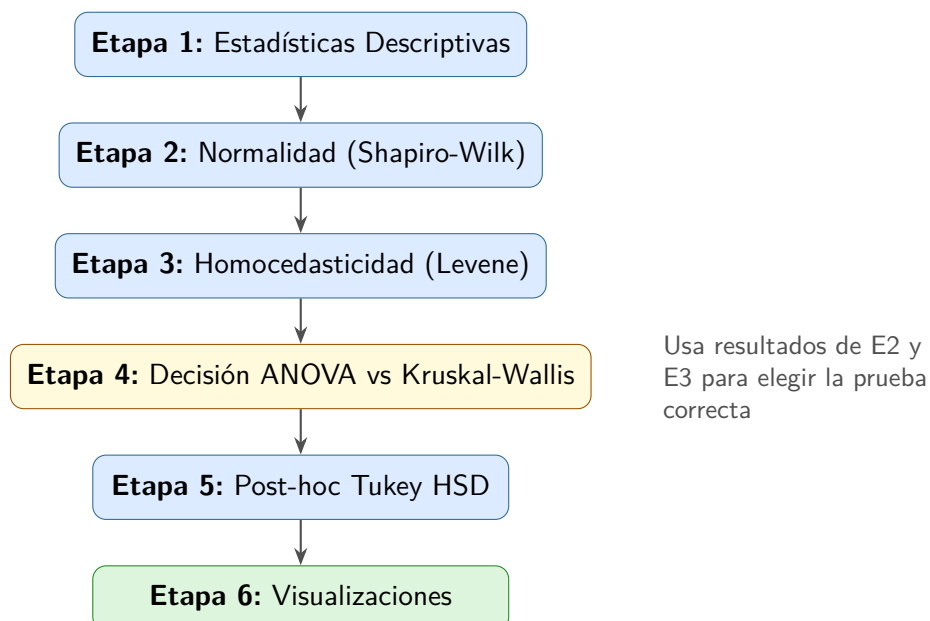 Etapa 1: Estadísticas Descriptivas
Etapa 2: Normalidad (Shapiro-Wilk)
Etapa 3: Homocedasticidad (Levene)
Etapa 4: Decisión ANOVA vs Kruskal-Wallis
Usa resultados de E2 y
E3 para elegir la prueba
correcta
Etapa 5: Post-hoc Tukey HSD
Etapa 6: Visualizaciones